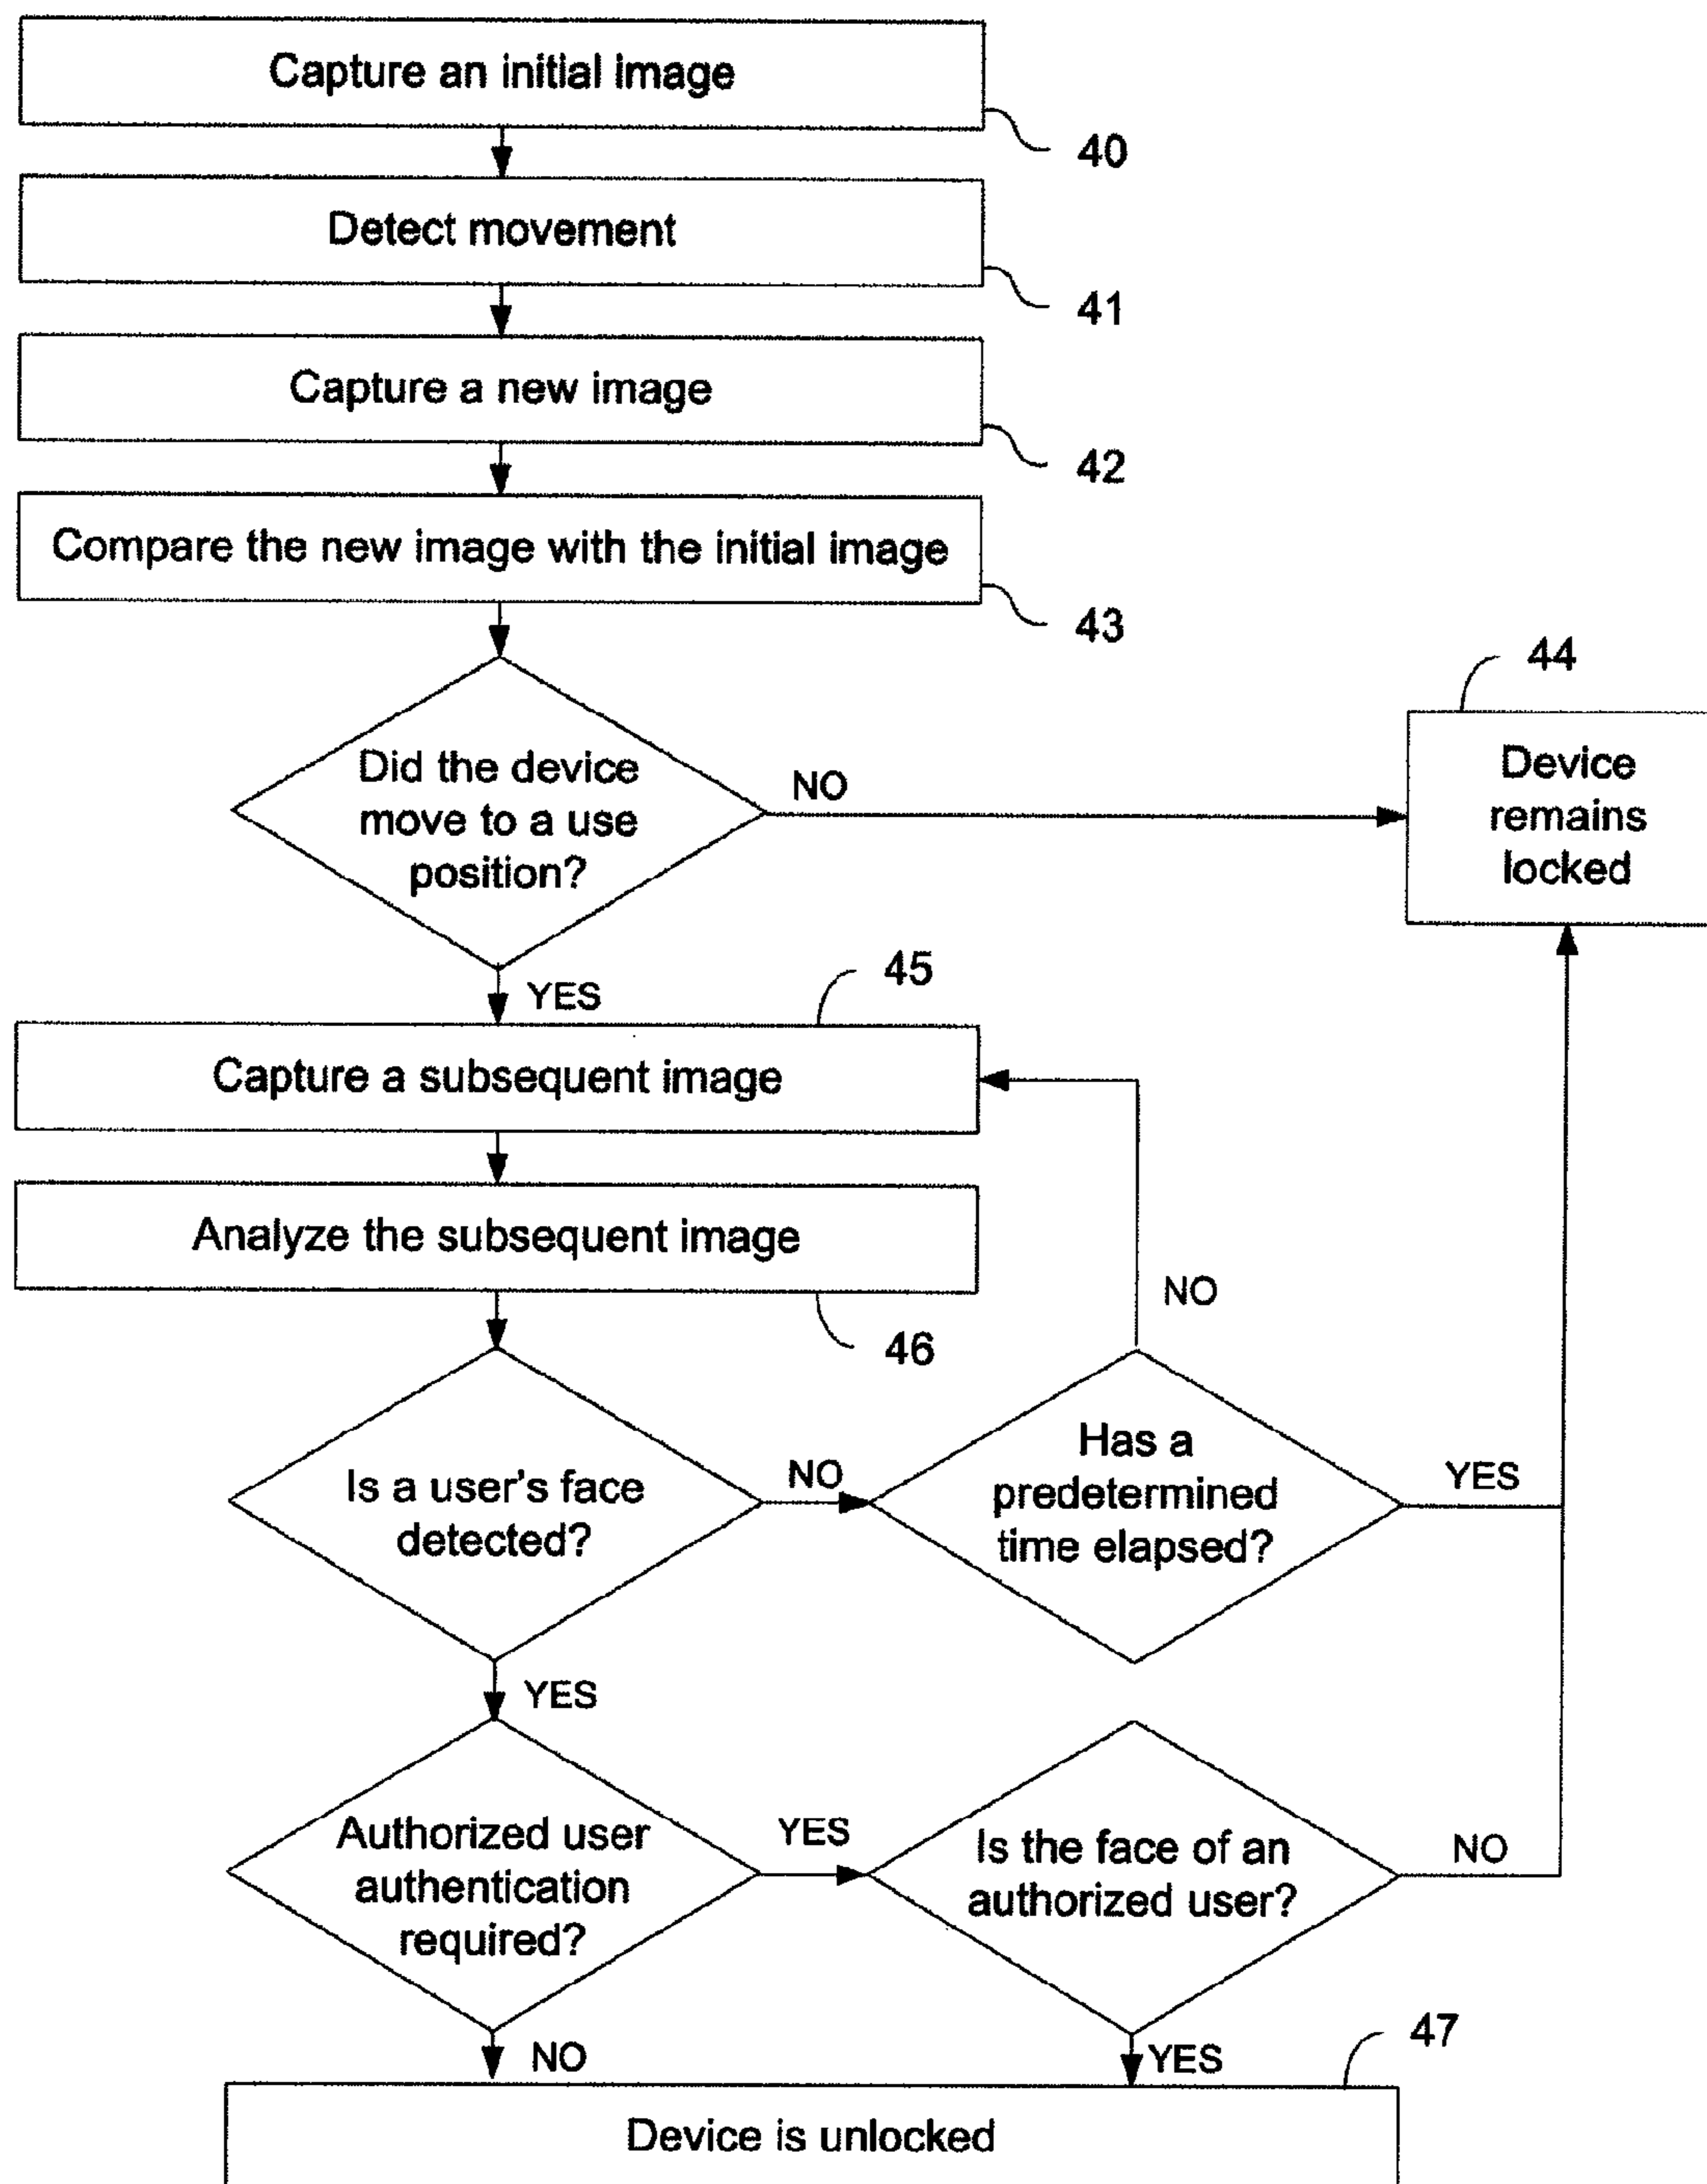 Capture an initial image
40
Detect movement
41
Capture a new image
42
Compare the new image with the initial image
43
Did the device
move to a use
position?
NO
44
Device
remains
locked
YES
45
Capture a subsequent image
Analyze the subsequent image
46
NO
Is a user's face
detected?
NO
Has a
predetermined
time elapsed?
YES
YES
Authorized user
authentication
required?
YES
Is the face of an
authorized user?
NO
NO
YES
47
Device is unlocked